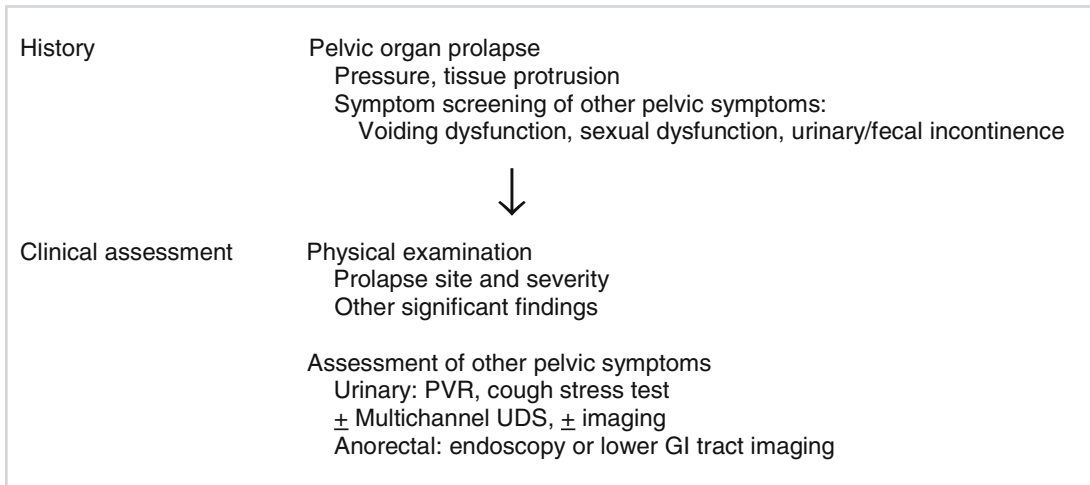 History
Pelvic organ prolapse
Pressure, tissue protrusion
Symptom screening of other pelvic symptoms:
Voiding dysfunction, sexual dysfunction, urinary/fecal incontinence
Clinical assessment
Physical examination
Prolapse site and severity
Other significant findings
Assessment of other pelvic symptoms
Urinary: PVR, cough stress test
± Multichannel UDS, ± imaging
Anorectal: endoscopy or lower GI tract imaging